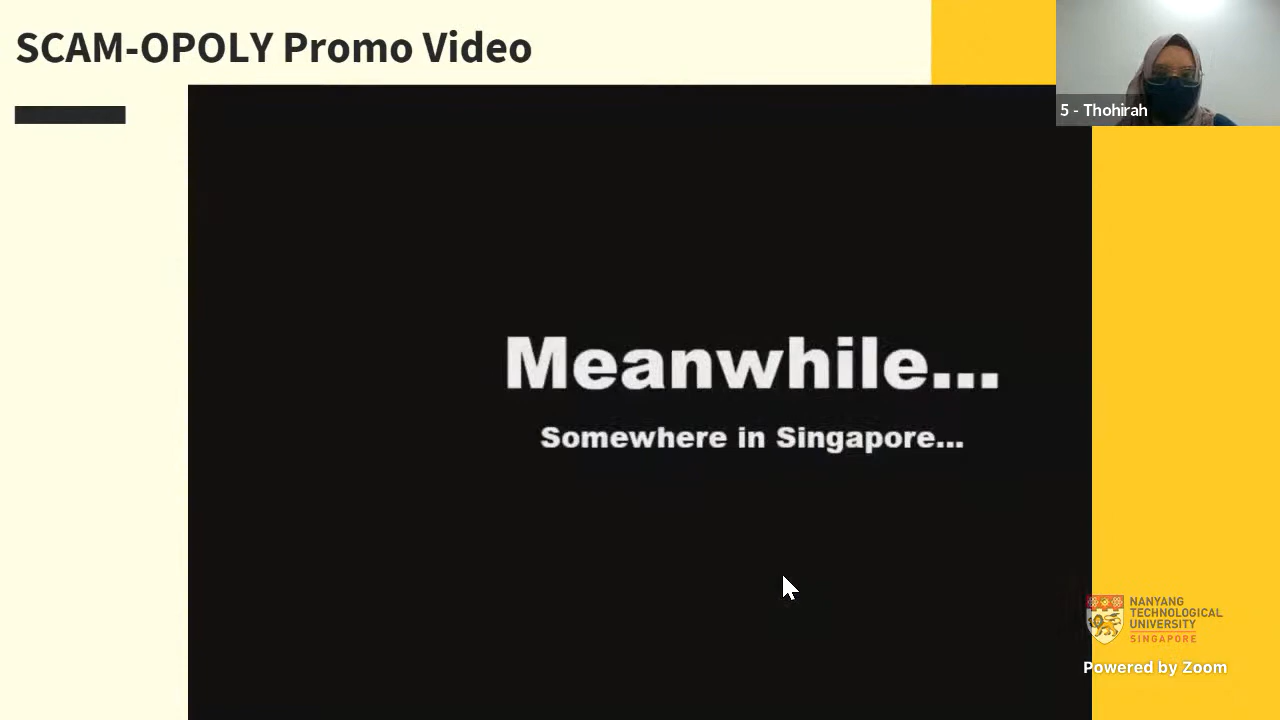 SCAM-OPOLY Promo Video
5 - Thohirah
Meanwhile...
Somewhere in Singapore...
NANYANG
TECHNOLOGICAL
UNIVERSITY
SINGAPORE
Powered by Zoom